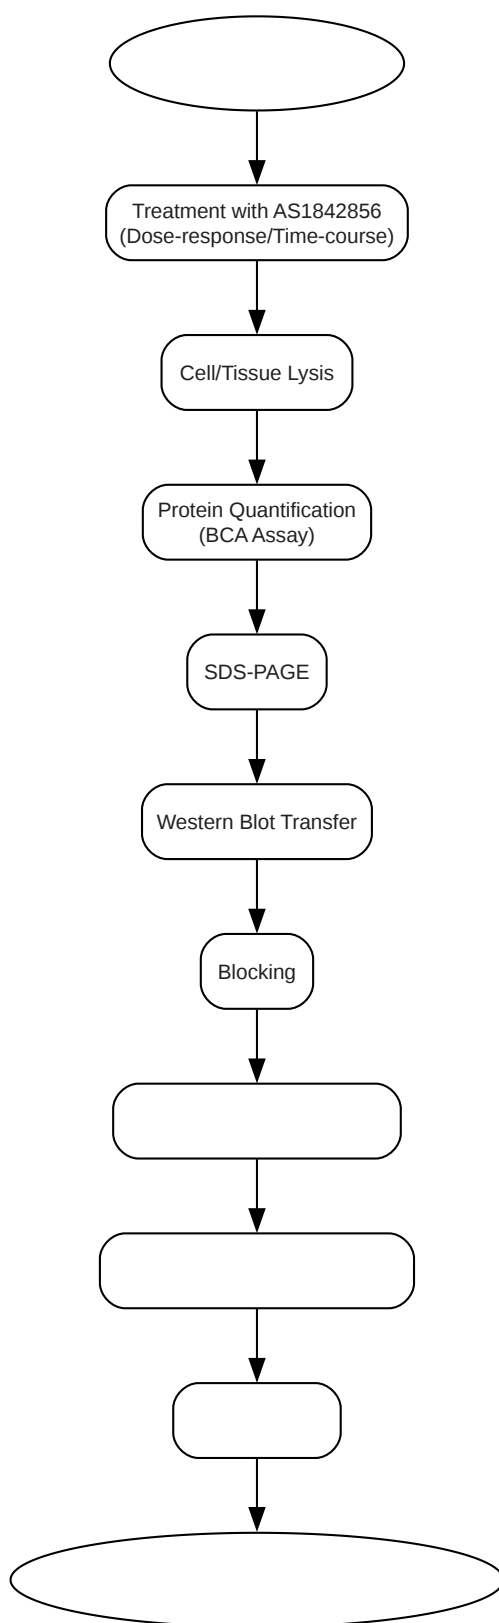 Treatment with AS1842856
(Dose-response/Time-course)
Cell/Tissue Lysis
Protein Quantification
(BCA Assay)
SDS-PAGE
Western Blot Transfer
Blocking